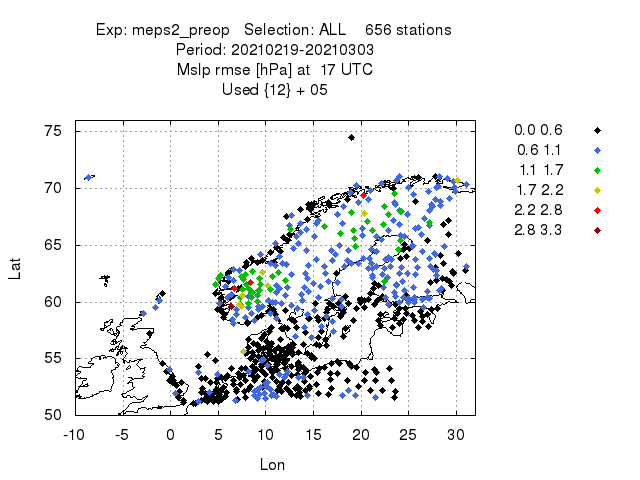 Exp: meps2_preop   Selection: ALL    656 stations
Period: 20210219-20210303
Mslp rmse [hPa] at  17 UTC
Used {12} + 05
75
70
65
60
55
50
Lat
-10 -5 0 5 10 15 20 25 30
Lon
0.0 0.6
0.6 1.1
1.1 1.7
1.7 2.2
2.2 2.8
2.8 3.3